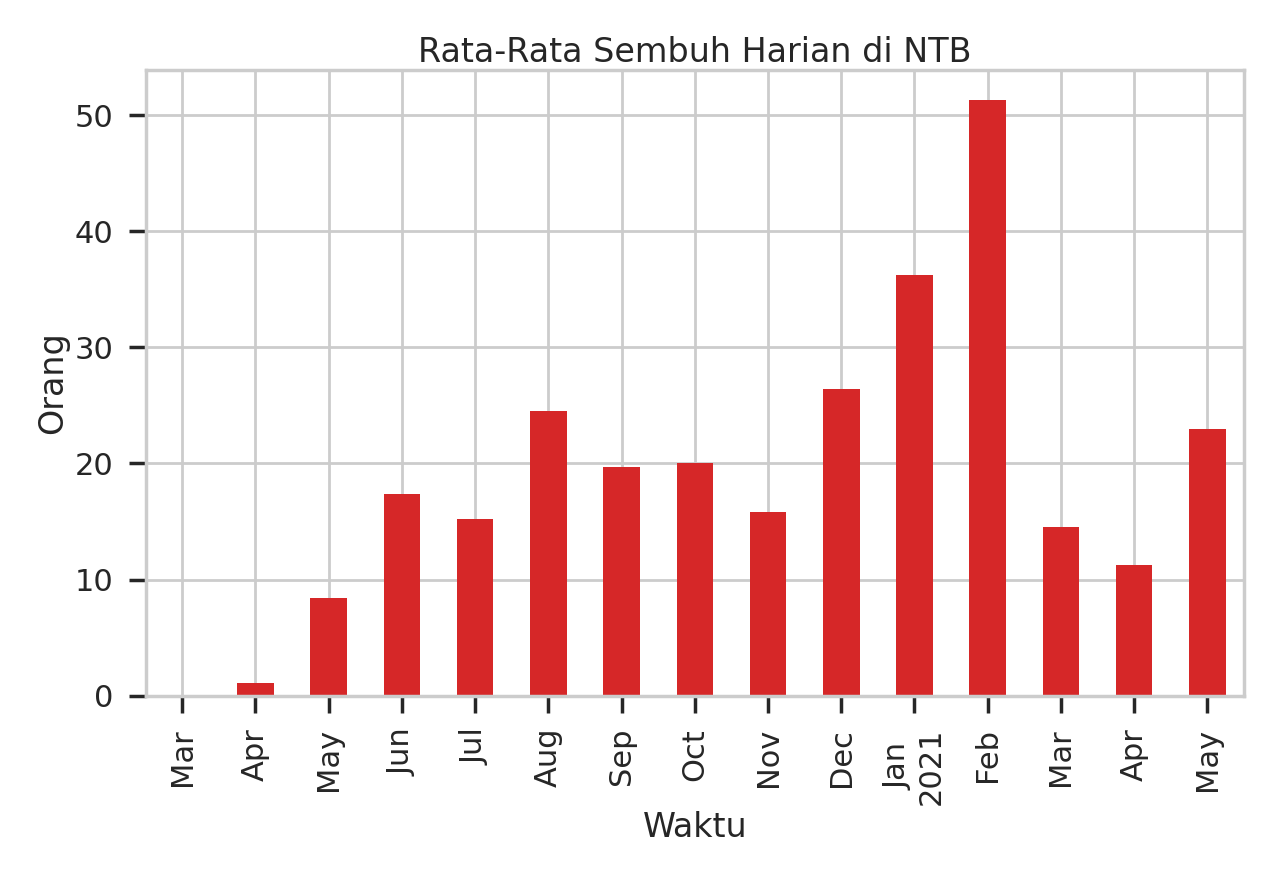 Rata-Rata Sembuh Harian di NTB
50
40
30
20
10
0
Orang
Mar
Apr
May
Jun
Jul
Aug
Sep
Oct
Nov
Dec
Jan
2021
Feb
Mar
Apr
May
Waktu